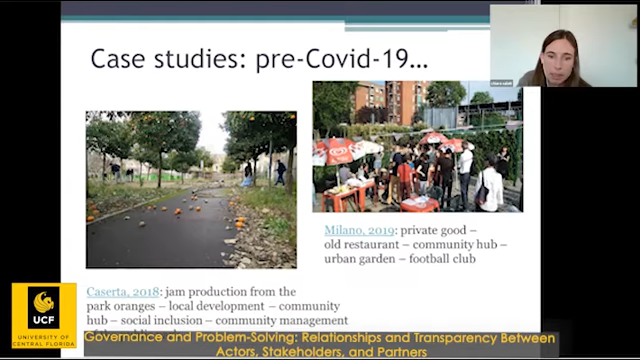 Case studies: pre-Covid-19…
Milano, 2019: private good –
old restaurant – community hub –
urban garden – football club
Caserta, 2018: jam production from the
park oranges – local development – community
hub – social inclusion – community management
UCF
UNIVERSITY OF
CENTRAL FLORIDA
Governance and Problem-Solving: Relationships and Transparency Between
Actors, Stakeholders, and Partners